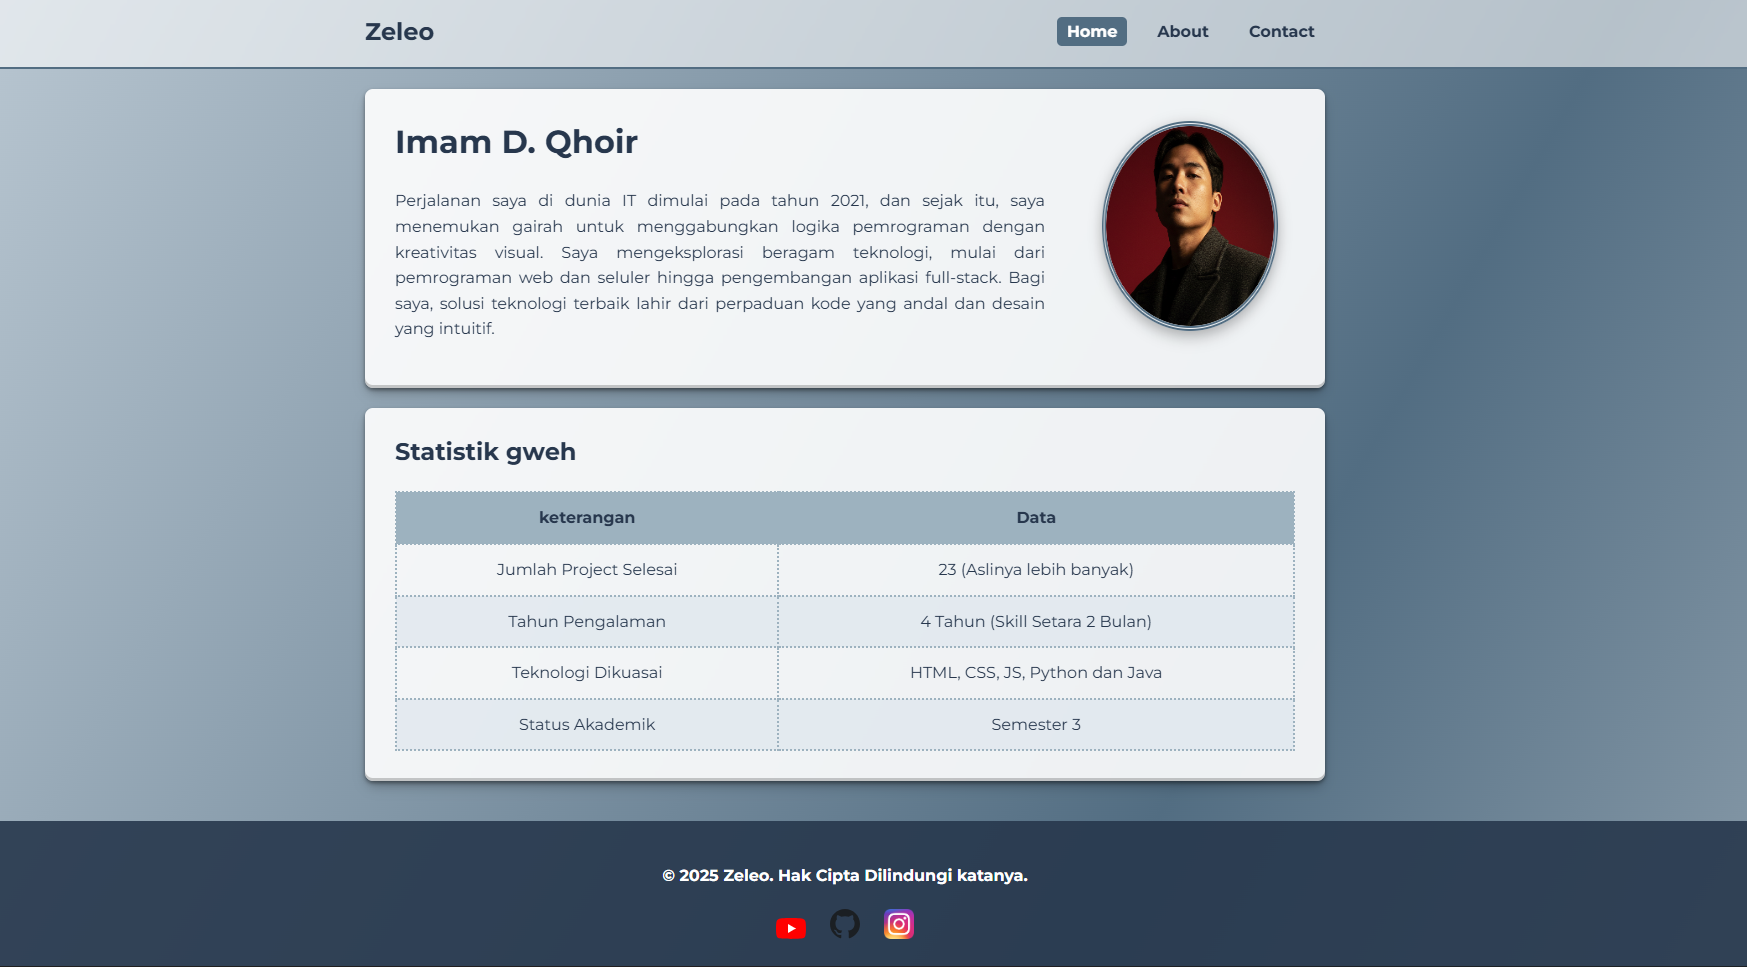 Zeleo
Home About Contact
Imam D. Qhoir
Perjalanan saya di dunia IT dimulai pada tahun 2021, dan sejak itu, saya
menemukan gairah untuk menggabungkan logika pemrograman dengan
kreativitas visual. Saya mengeksplorasi beragam teknologi, mulai dari
pemrograman web dan seluler hingga pengembangan aplikasi full-stack. Bagi
saya, solusi teknologi terbaik lahir dari perpaduan kode yang andal dan desain
yang intuitif.
Statistik gweh
keterangan Data
Jumlah Project Selesai 23 (Aslinya lebih banyak)
Tahun Pengalaman 4 Tahun (Skill Setara 2 Bulan)
Teknologi Dikuasai HTML, CSS, JS, Python dan Java
Status Akademik Semester 3
© 2025 Zeleo. Hak Cipta Dilindungi katanya.